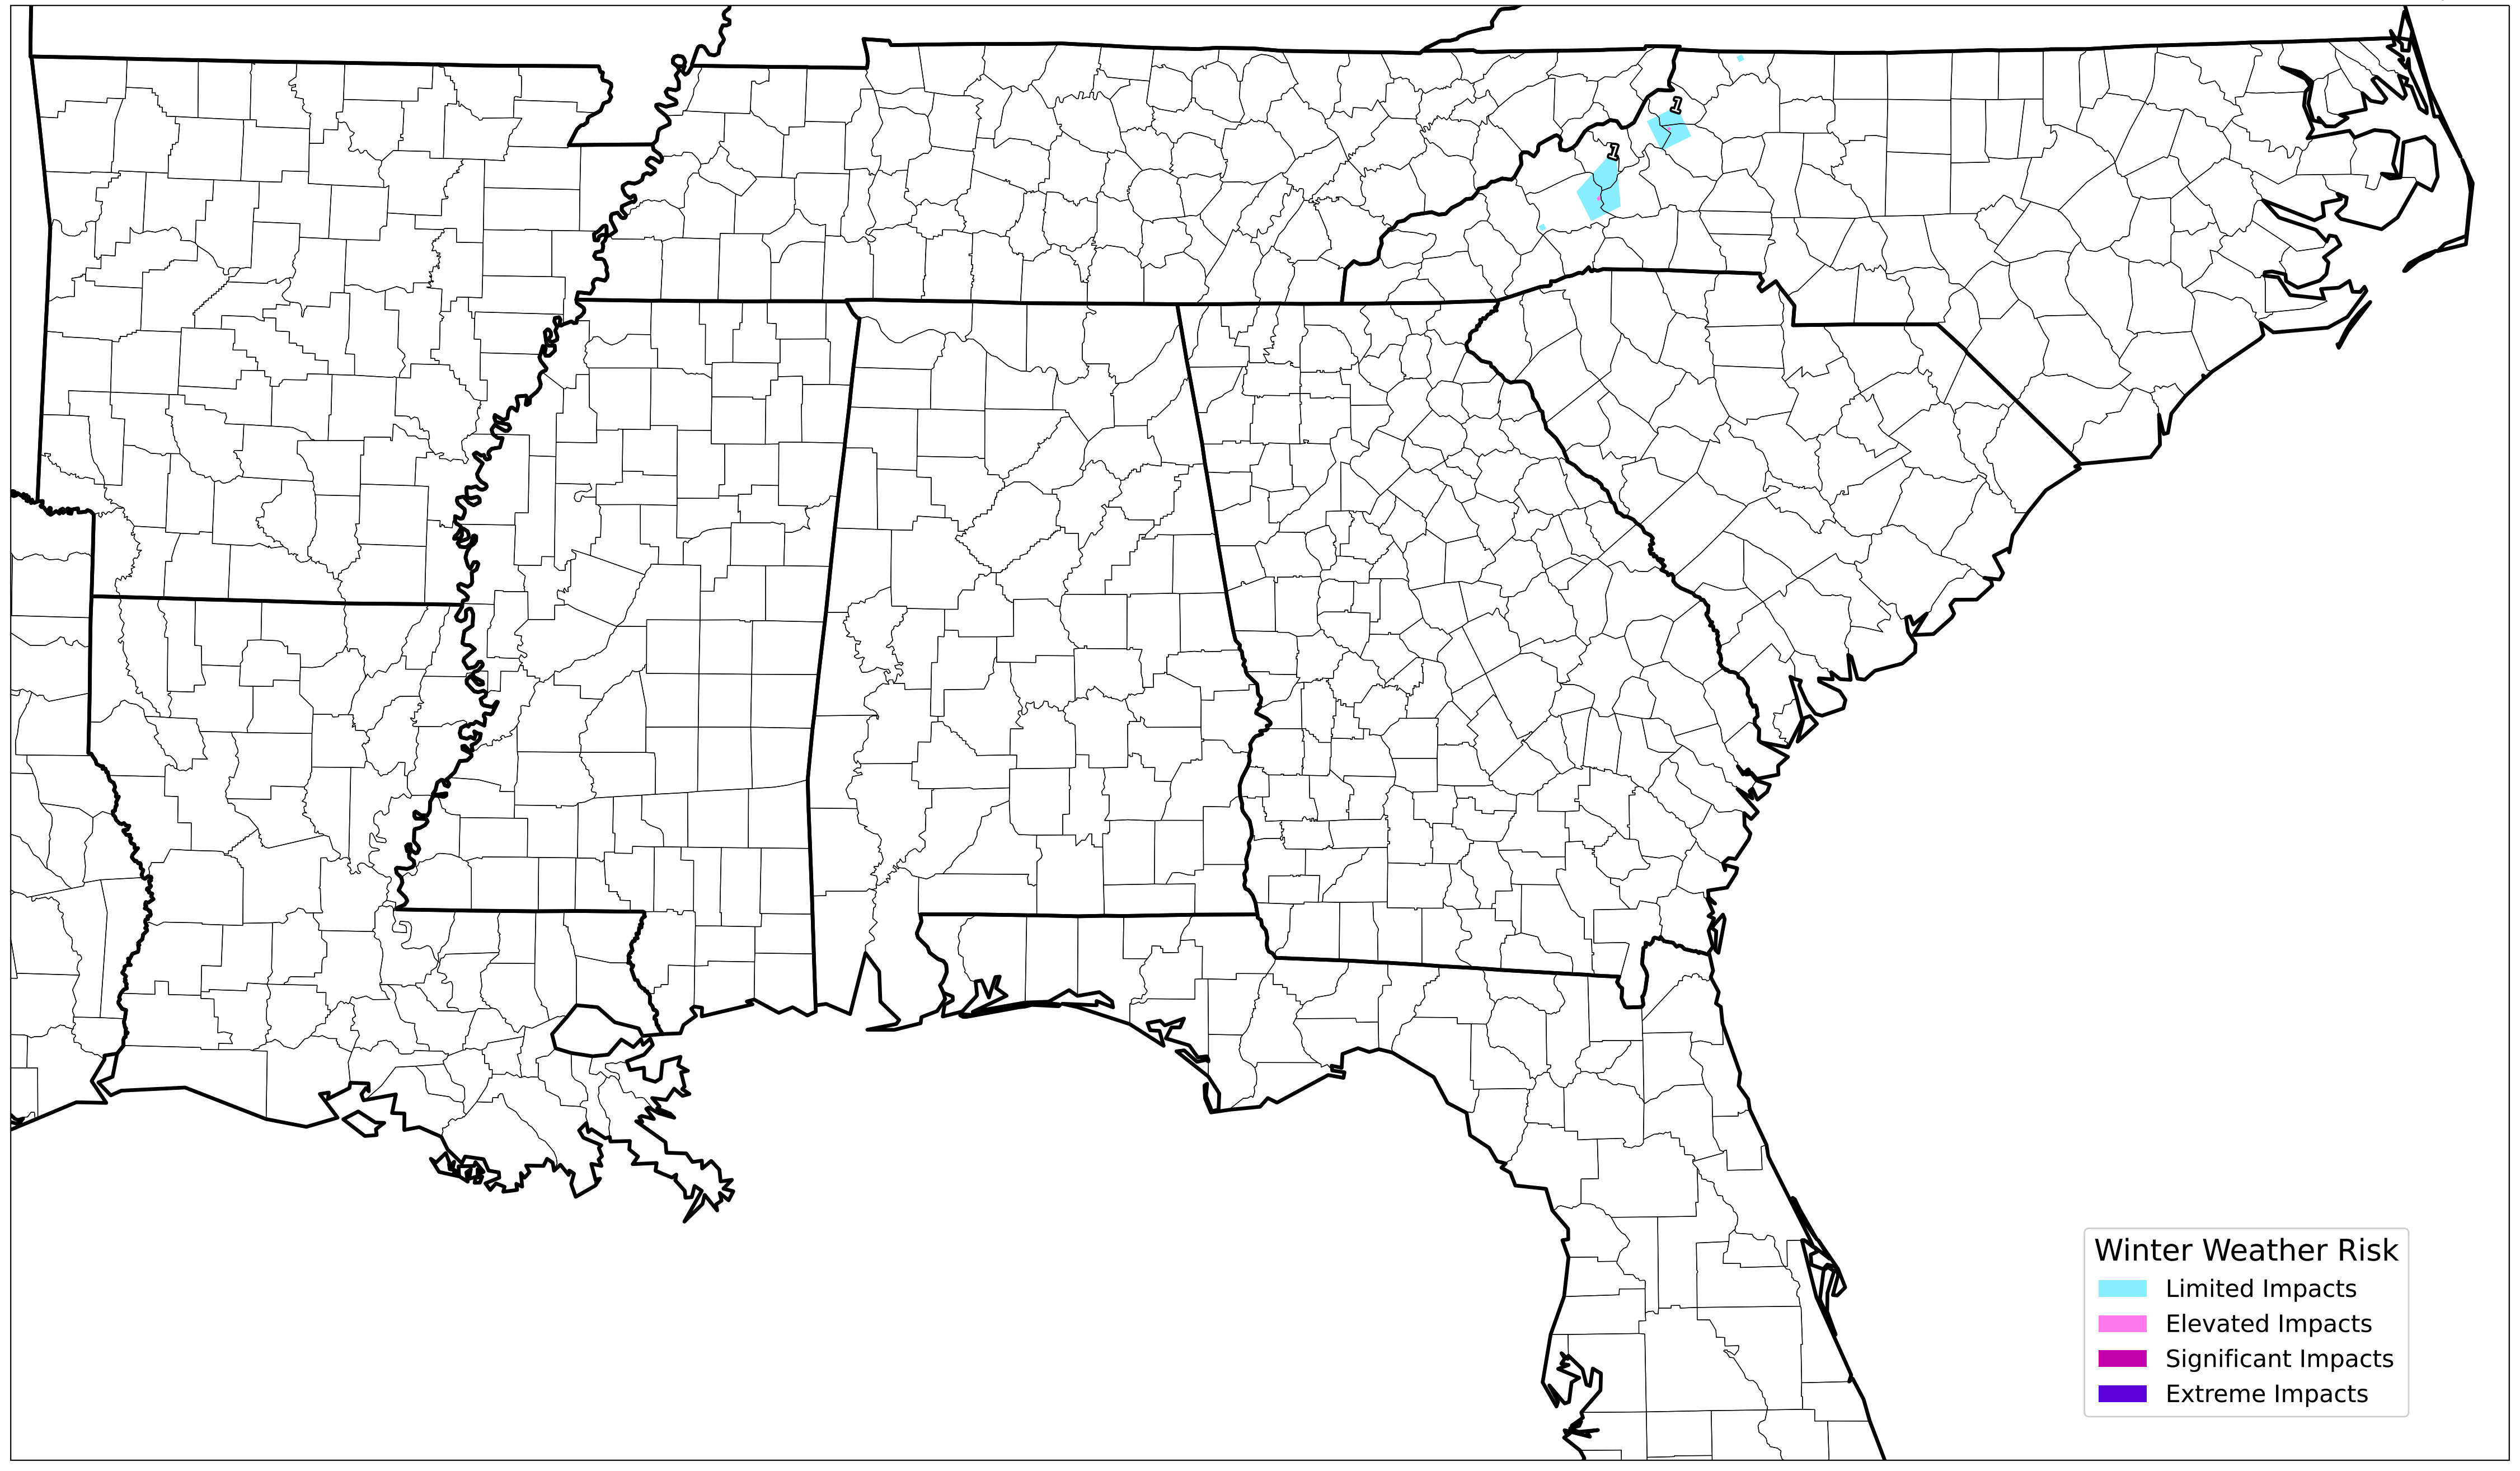 1
1
Winter Weather Risk
Limited Impacts
Elevated Impacts
Significant Impacts
Extreme Impacts